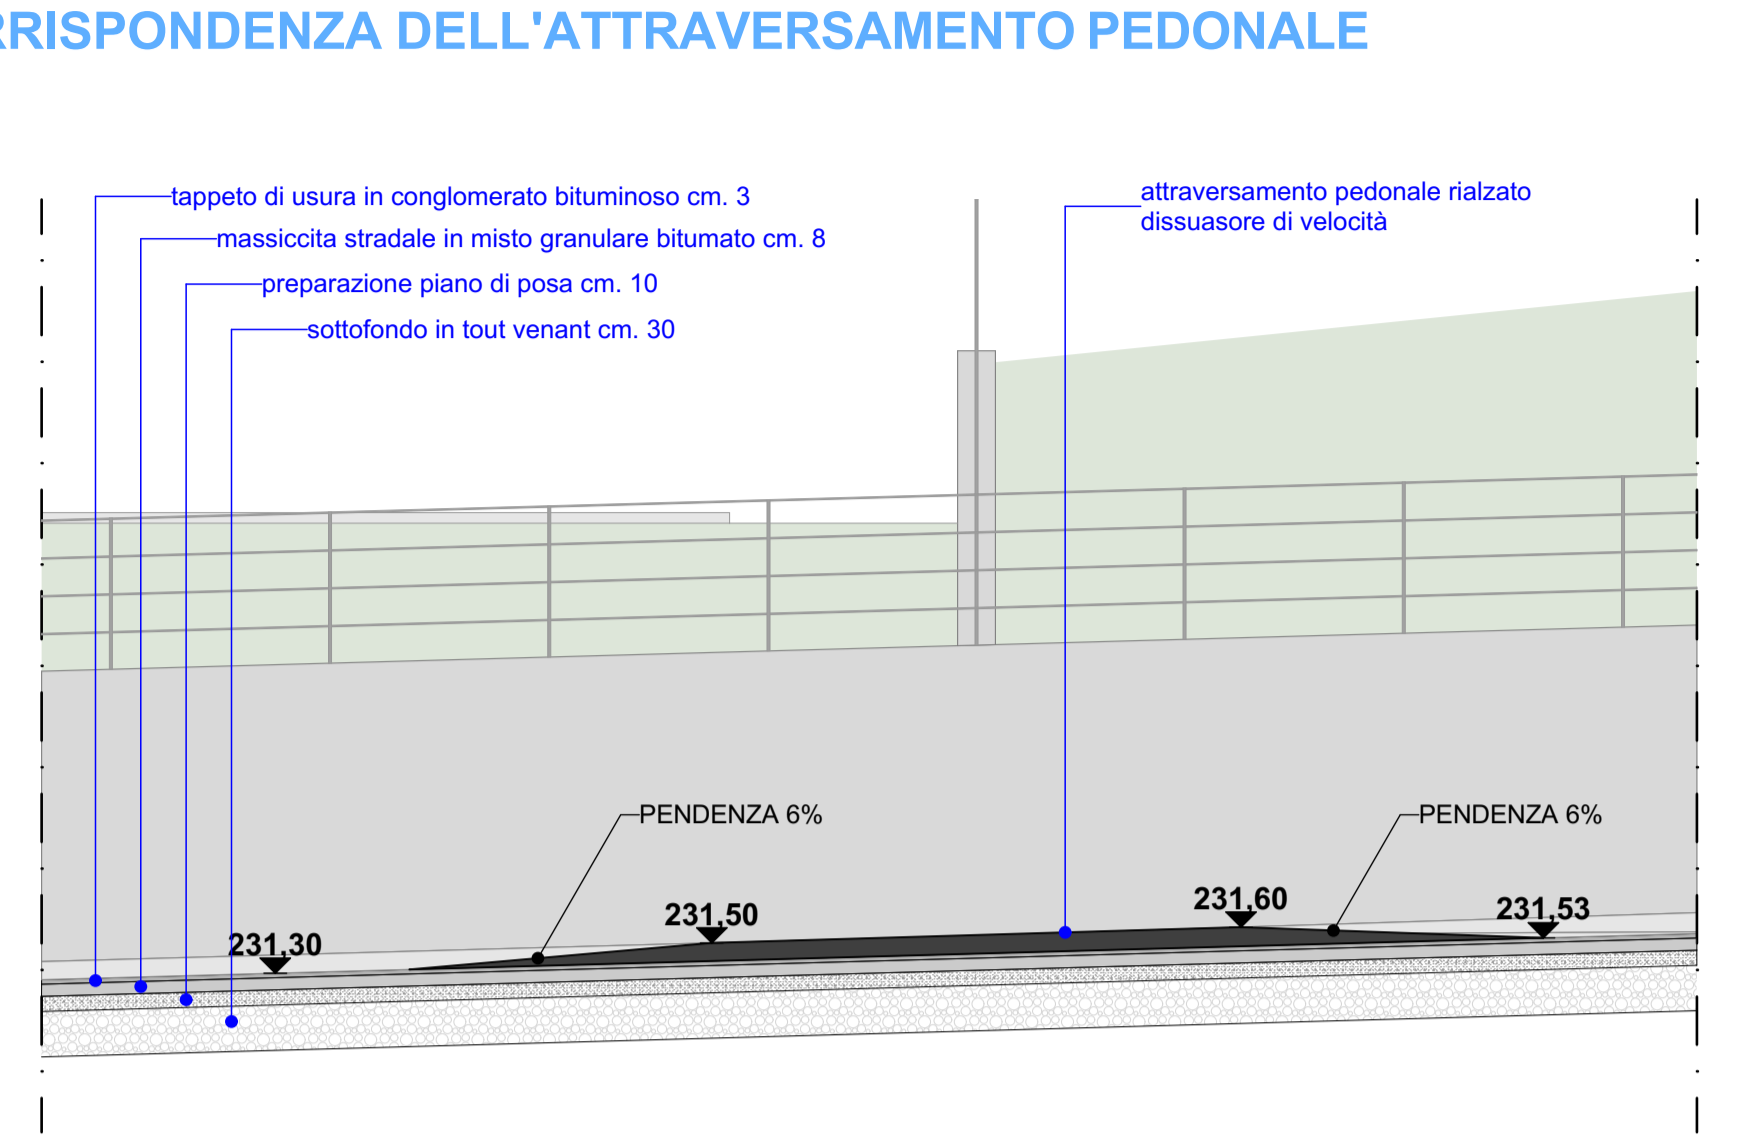 RRISPONDENZA DELL'ATTRAVERSAMENTO PEDONALE
tappeto di usura in conglomerato bituminoso cm. 3
massiccita stradale in misto granulare bitumato cm. 8
preparazione piano di posa cm. 10
sottofondo in tout venant cm. 30
attraversamento pedonale rialzato
dissuasore di velocità
PENDENZA 6%
PENDENZA 6%
231,30
231,50
231,60
231,53